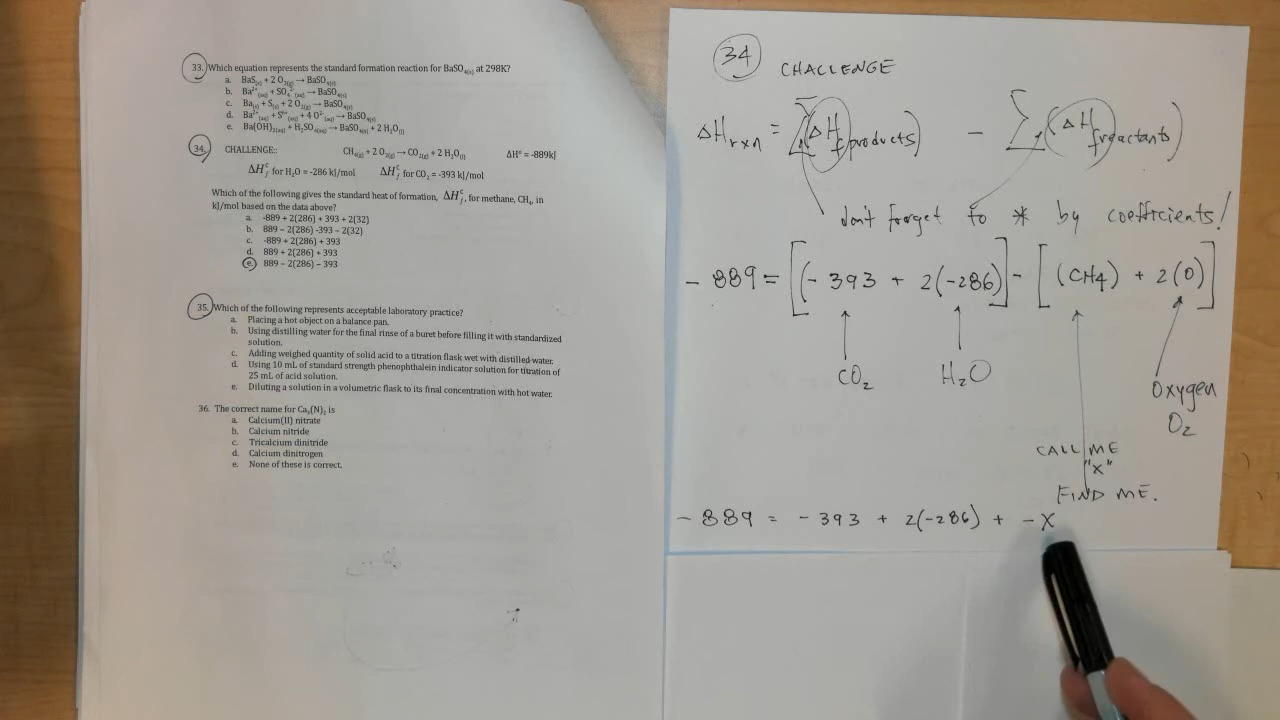 33. Which equation represents the standard formation reaction for BaSO4(s) at 298K?
a. BaS(s) + 2 O2(g) → BaSO4(s)
b. Ba2+(aq) + SO42-(aq) → BaSO4(s)
c. Ba(s) + S(s) + 2 O2(g) → BaSO4(s)
d. Ba2+(aq) + S6+(aq) + 4 O2-(aq) → BaSO4(s)
e. Ba(OH)2(aq) + H2SO4(aq) → BaSO4(s) + 2 H2O(l)
34. CHALLENGE:: CH4(g) + 2 O2(g) → CO2(g) + 2 H2O(l) ΔH° = -889kJ
ΔH°f for H2O = -286 kJ/mol ΔH°f for CO2 = -393 kJ/mol
Which of the following gives the standard heat of formation, ΔH°f, for methane, CH4, in
kJ/mol based on the data above?
a. -889 + 2(286) + 393 + 2(32)
b. 889 – 2(286) -393 – 2(32)
c. -889 + 2(286) + 393
d. 889 + 2(286) + 393
e. 889 – 2(286) – 393
35. Which of the following represents acceptable laboratory practice?
a. Placing a hot object on a balance pan.
b. Using distilling water for the final rinse of a buret before filling it with standardized
solution.
c. Adding weighed quantity of solid acid to a titration flask wet with distilled water.
d. Using 10 mL of standard strength phenophthalein indicator solution for titration of
25 mL of acid solution.
e. Diluting a solution in a volumetric flask to its final concentration with hot water.
36. The correct name for Ca3(N)2 is
a. Calcium(II) nitrate
b. Calcium nitride
c. Tricalcium dinitride
d. Calcium dinitrogen
e. None of these is correct.
34 CHALLENGE
ΔHrxn = Σ(ΔHf products) - Σ(ΔHf reactants)
don't forget to * by coefficients!
-889 = [(-393 + 2(-286)] - [(CH4) + 2(0)]
CO2 H2O
Oxygen
O2
CALL ME
"X"
FIND ME.
-889 = -393 + 2(-286) + -X